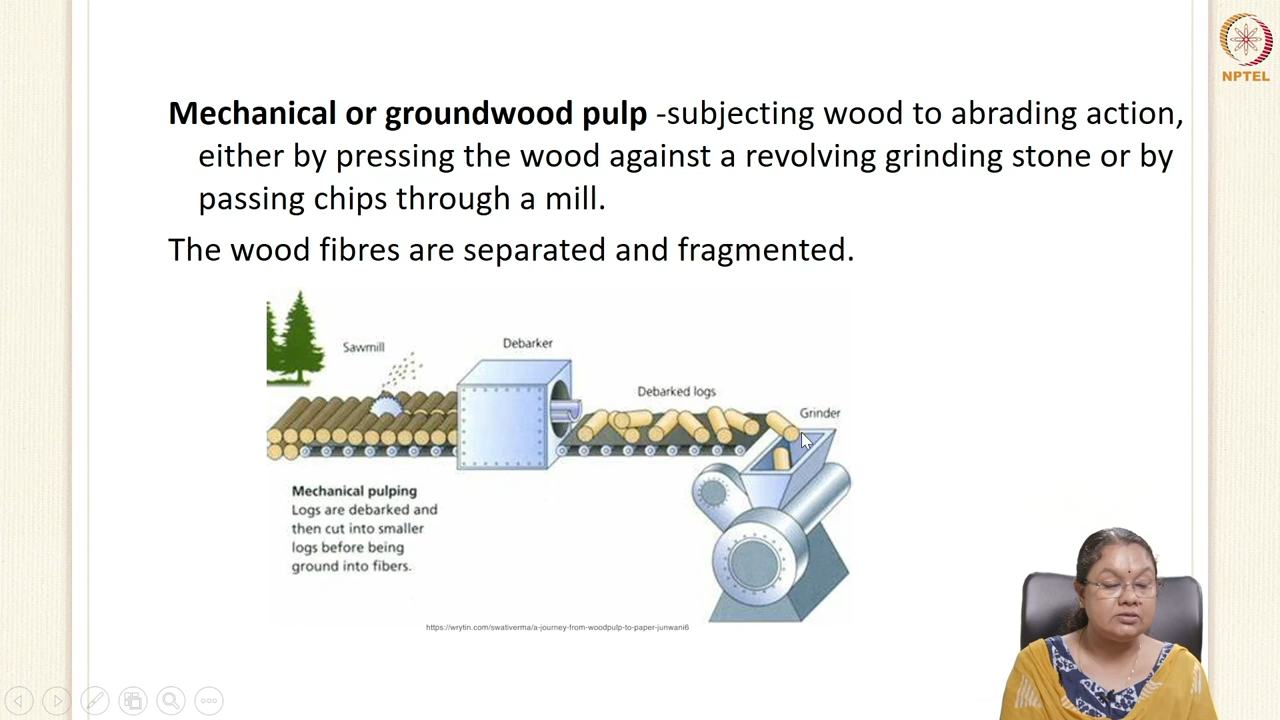 NPTEL
Mechanical or groundwood pulp -subjecting wood to abrading action,
either by pressing the wood against a revolving grinding stone or by
passing chips through a mill.
The wood fibres are separated and fragmented.
Sawmill
Debarker
Debarked logs
Grinder
Mechanical pulping
Logs are debarked and
then cut into smaller
logs before being
ground into fibers.
https://wrytin.com/swativerma/a-journey-from-woodpulp-to-paper-junwani6